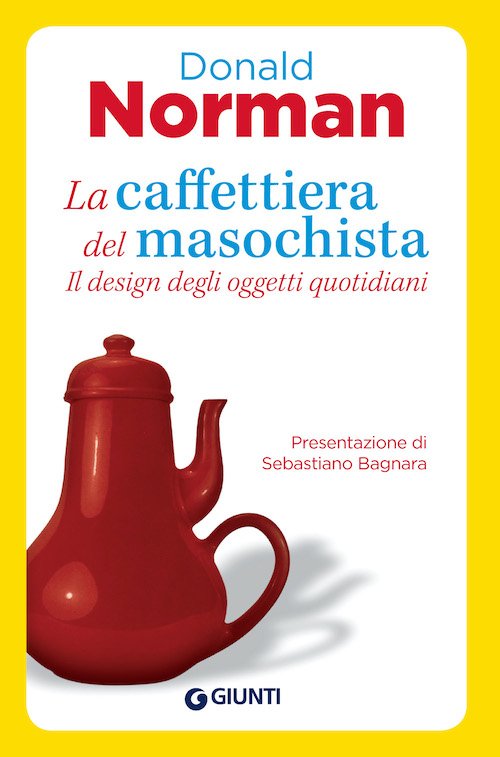 Donald
Norman
La caffettiera
del masochista
Il design degli oggetti quotidiani
Presentazione di
Sebastiano Bagnara
GIUNTI